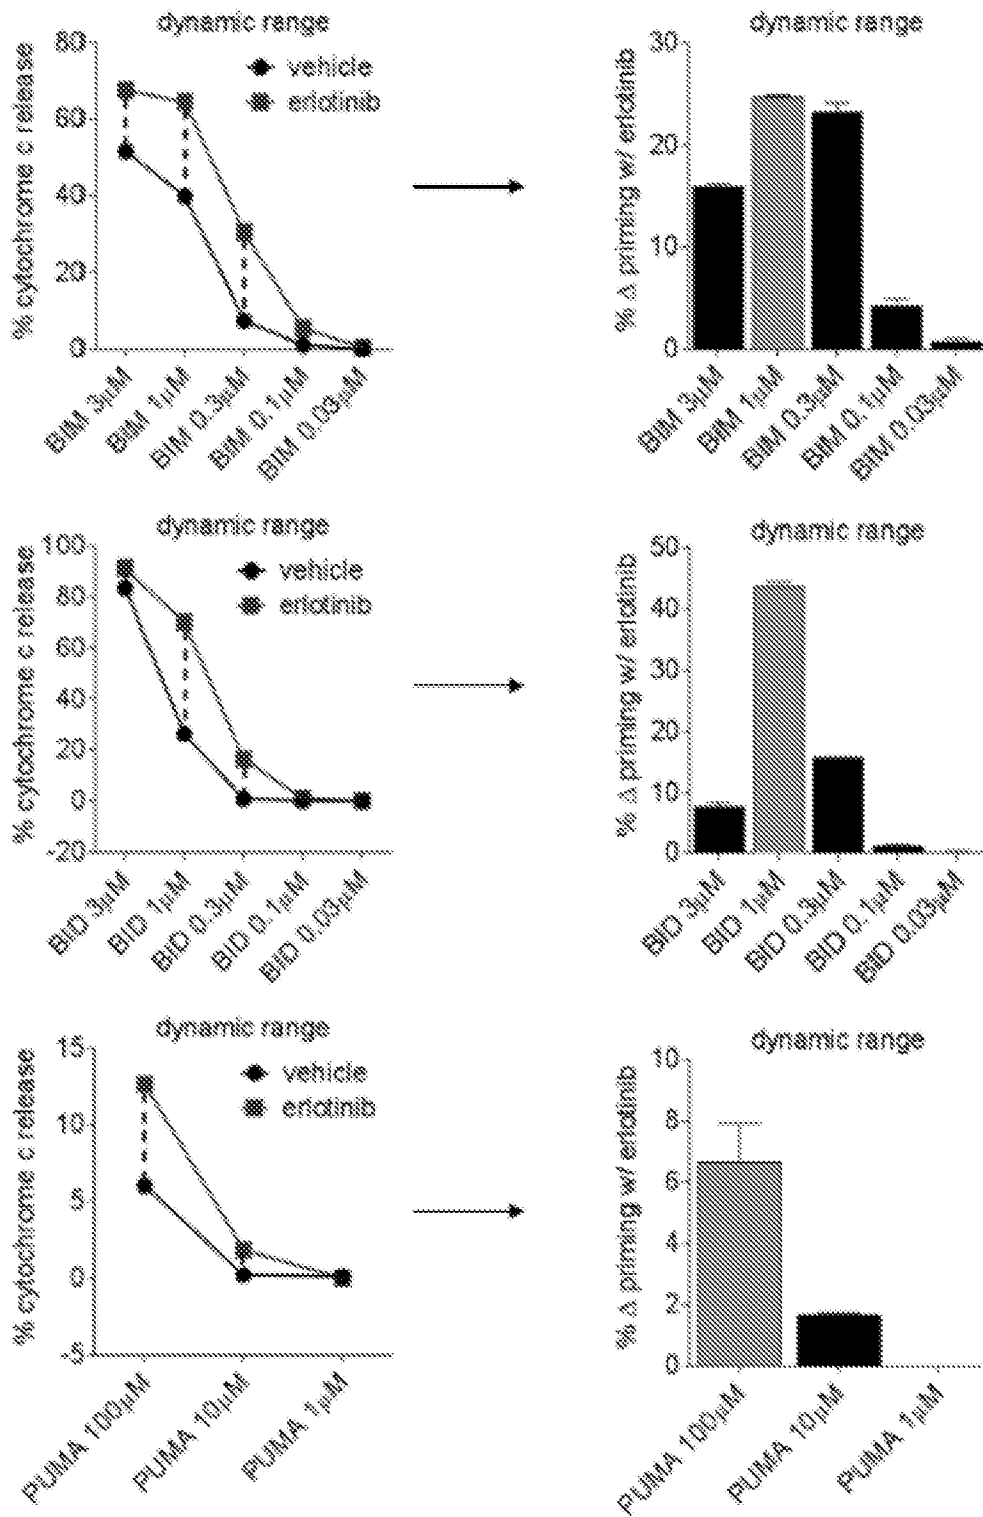 dynamic range
% cytochrome c release
80
60
40
20
0
vehicle
erlotinib
BIM 3µM
BIM 1µM
BIM 0.3µM
BIM 0.1µM
BIM 0.03µM
dynamic range
% Δ priming w/ erlotinib
30
20
10
0
BIM 3µM
BIM 1µM
BIM 0.3µM
BIM 0.1µM
BIM 0.03µM
dynamic range
% cytochrome c release
100
80
60
40
20
0
-20
vehicle
erlotinib
BID 3µM
BID 1µM
BID 0.3µM
BID 0.1µM
BID 0.03µM
dynamic range
% Δ priming w/ erlotinib
50
40
30
20
10
0
BID 3µM
BID 1µM
BID 0.3µM
BID 0.1µM
BID 0.03µM
dynamic range
% cytochrome c release
15
10
5
0
-5
vehicle
erlotinib
PUMA 100µM
PUMA 10µM
PUMA 1µM
dynamic range
% Δ priming w/ erlotinib
10
8
6
4
2
0
PUMA 100µM
PUMA 10µM
PUMA 1µM